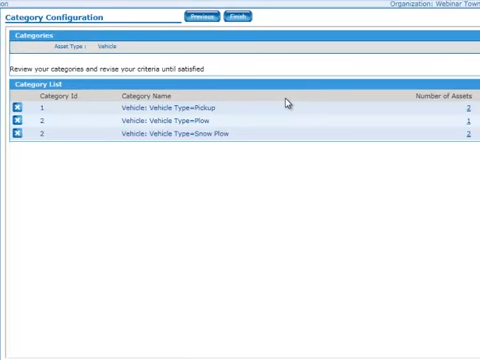 on
Organization: Webinar Town
Category Configuration
Previous
Finish
Categories
Asset Type : Vehicle
Review your categories and revise your criteria until satisfied
Category List
Category Id Category Name Number of Assets
1 Vehicle: Vehicle Type=Pickup 2
2 Vehicle: Vehicle Type=Plow 1
2 Vehicle: Vehicle Type=Snow Plow 2